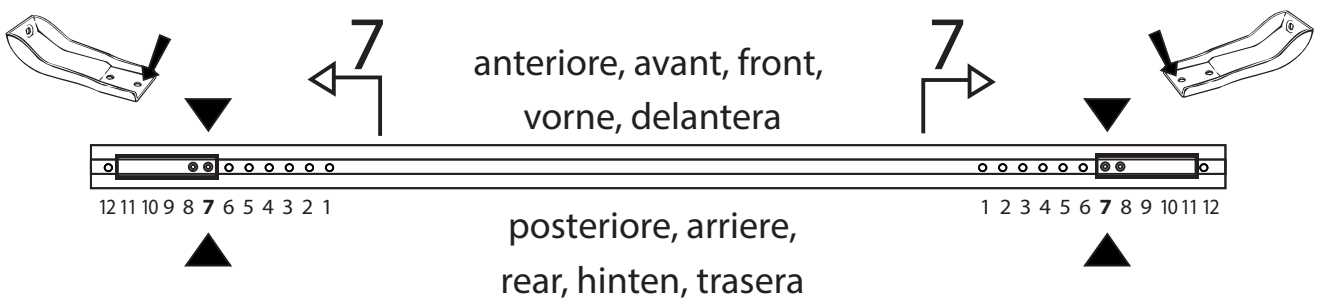 7
7
anteriore, avant, front,
vorne, delantera
12 11 10 9 8 7 6 5 4 3 2 1
1 2 3 4 5 6 7 8 9 10 11 12
posteriore, arriere,
rear, hinten, trasera